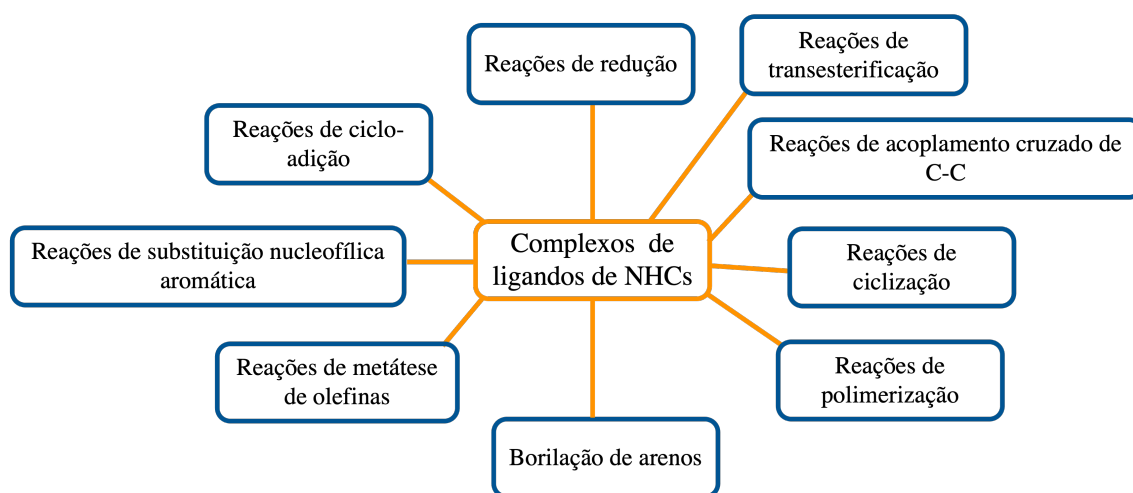 Reações de redução
Reações de
transesterificação
Reações de ciclo-
adição
Reações de acoplamento cruzado de
C-C
Reações de substituição nucleofílica
aromática
Complexos de
ligandos de NHCs
Reações de
ciclização
Reações de metátese
de olefinas
Reações de
polimerização
Borilação de arenos